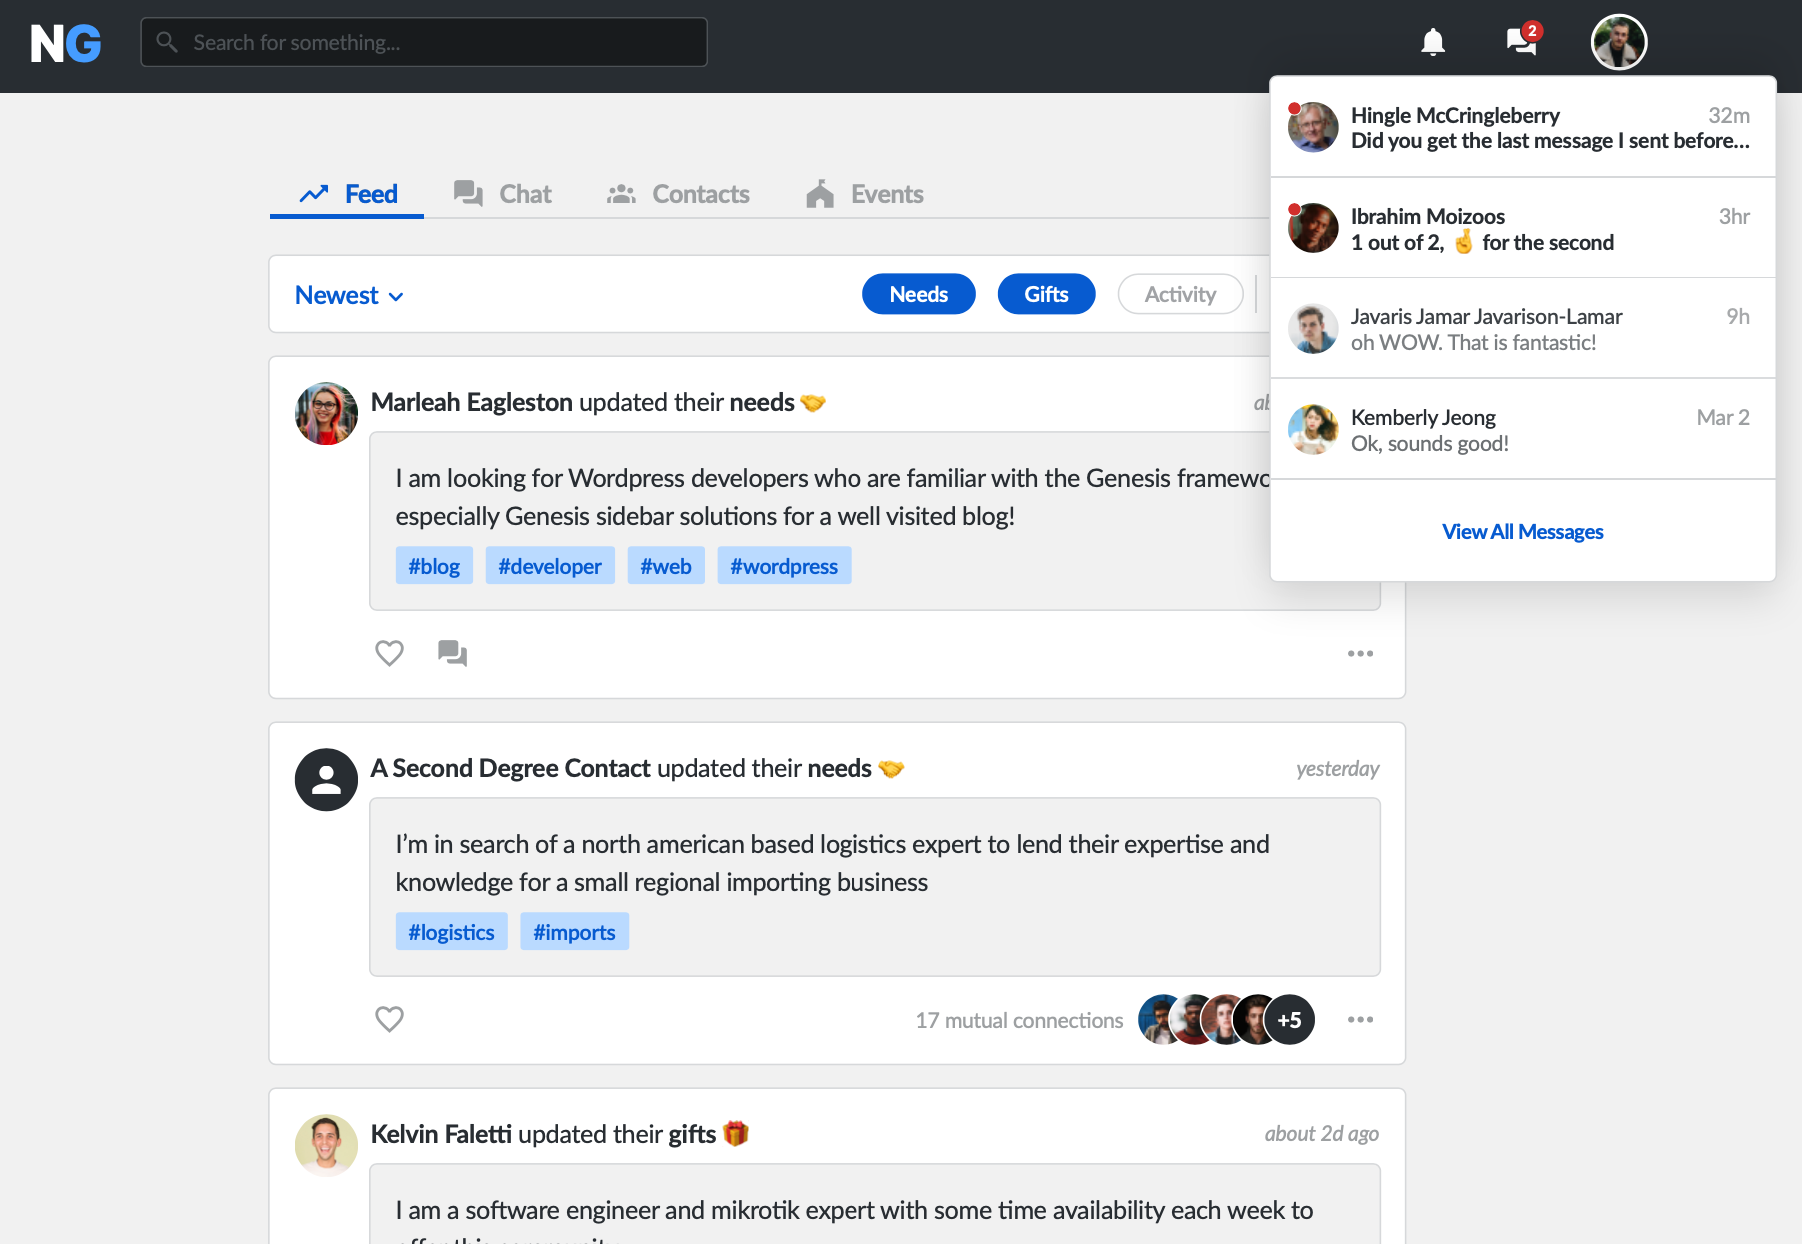 NG
Search for something...
2
Hingle McCringleberry 32m
Did you get the last message I sent before...
Ibrahim Moizoos 3hr
1 out of 2, 🤞 for the second
Javaris Jamar Javarison-Lamar 9h
oh WOW. That is fantastic!
Kemberly Jeong Mar 2
Ok, sounds good!
View All Messages
Feed Chat Contacts Events
Newest Needs Gifts Activity
Marleah Eagleston updated their needs 🤝
I am looking for Wordpress developers who are familiar with the Genesis
especially Genesis sidebar solutions for a well visited blog!
#blog #developer #web #wordpress
A Second Degree Contact updated their needs 🤝 yesterday
I'm in search of a north american based logistics expert to lend their expertise and
knowledge for a small regional importing business
#logistics #imports
17 mutual connections +5
Kelvin Faletti updated their gifts 🎁 about 2d ago
I am a software engineer and mikrotik expert with some time availability each week to